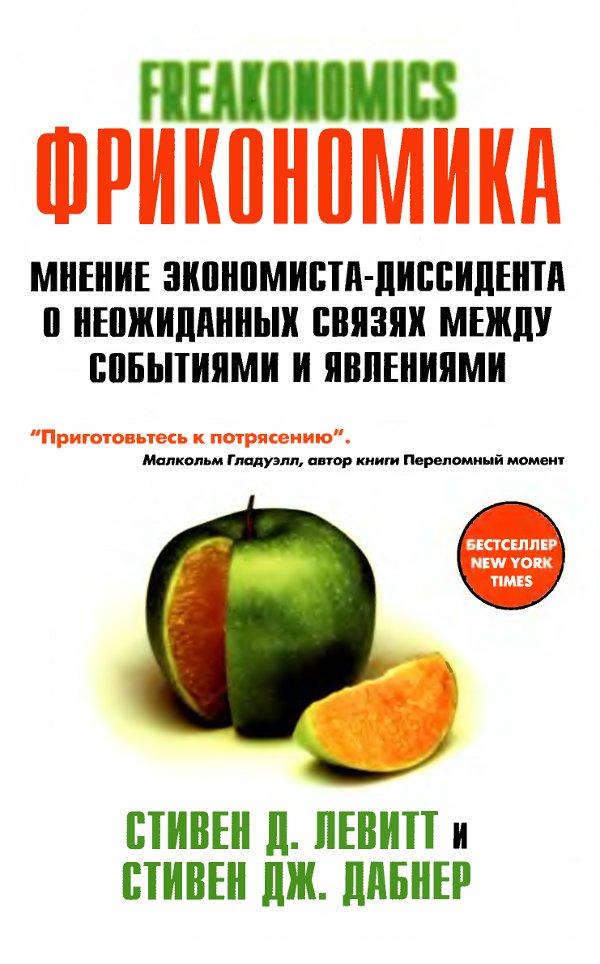 FREAKONOMICS
ФРИКОНОМИКА
МНЕНИЕ ЭКОНОМИСТА-ДИССИДЕНТА
О НЕОЖИДАННЫХ СВЯЗЯХ МЕЖДУ
СОБЫТИЯМИ И ЯВЛЕНИЯМИ
“Приготовьтесь к потрясению”.
Малкольм Гладуэлл, автор книги Переломный момент
БЕСТСЕЛЛЕР
NEW YORK
TIMES
СТИВЕН Д. ЛЕВИТТ и
СТИВЕН ДЖ. ДАБНЕР